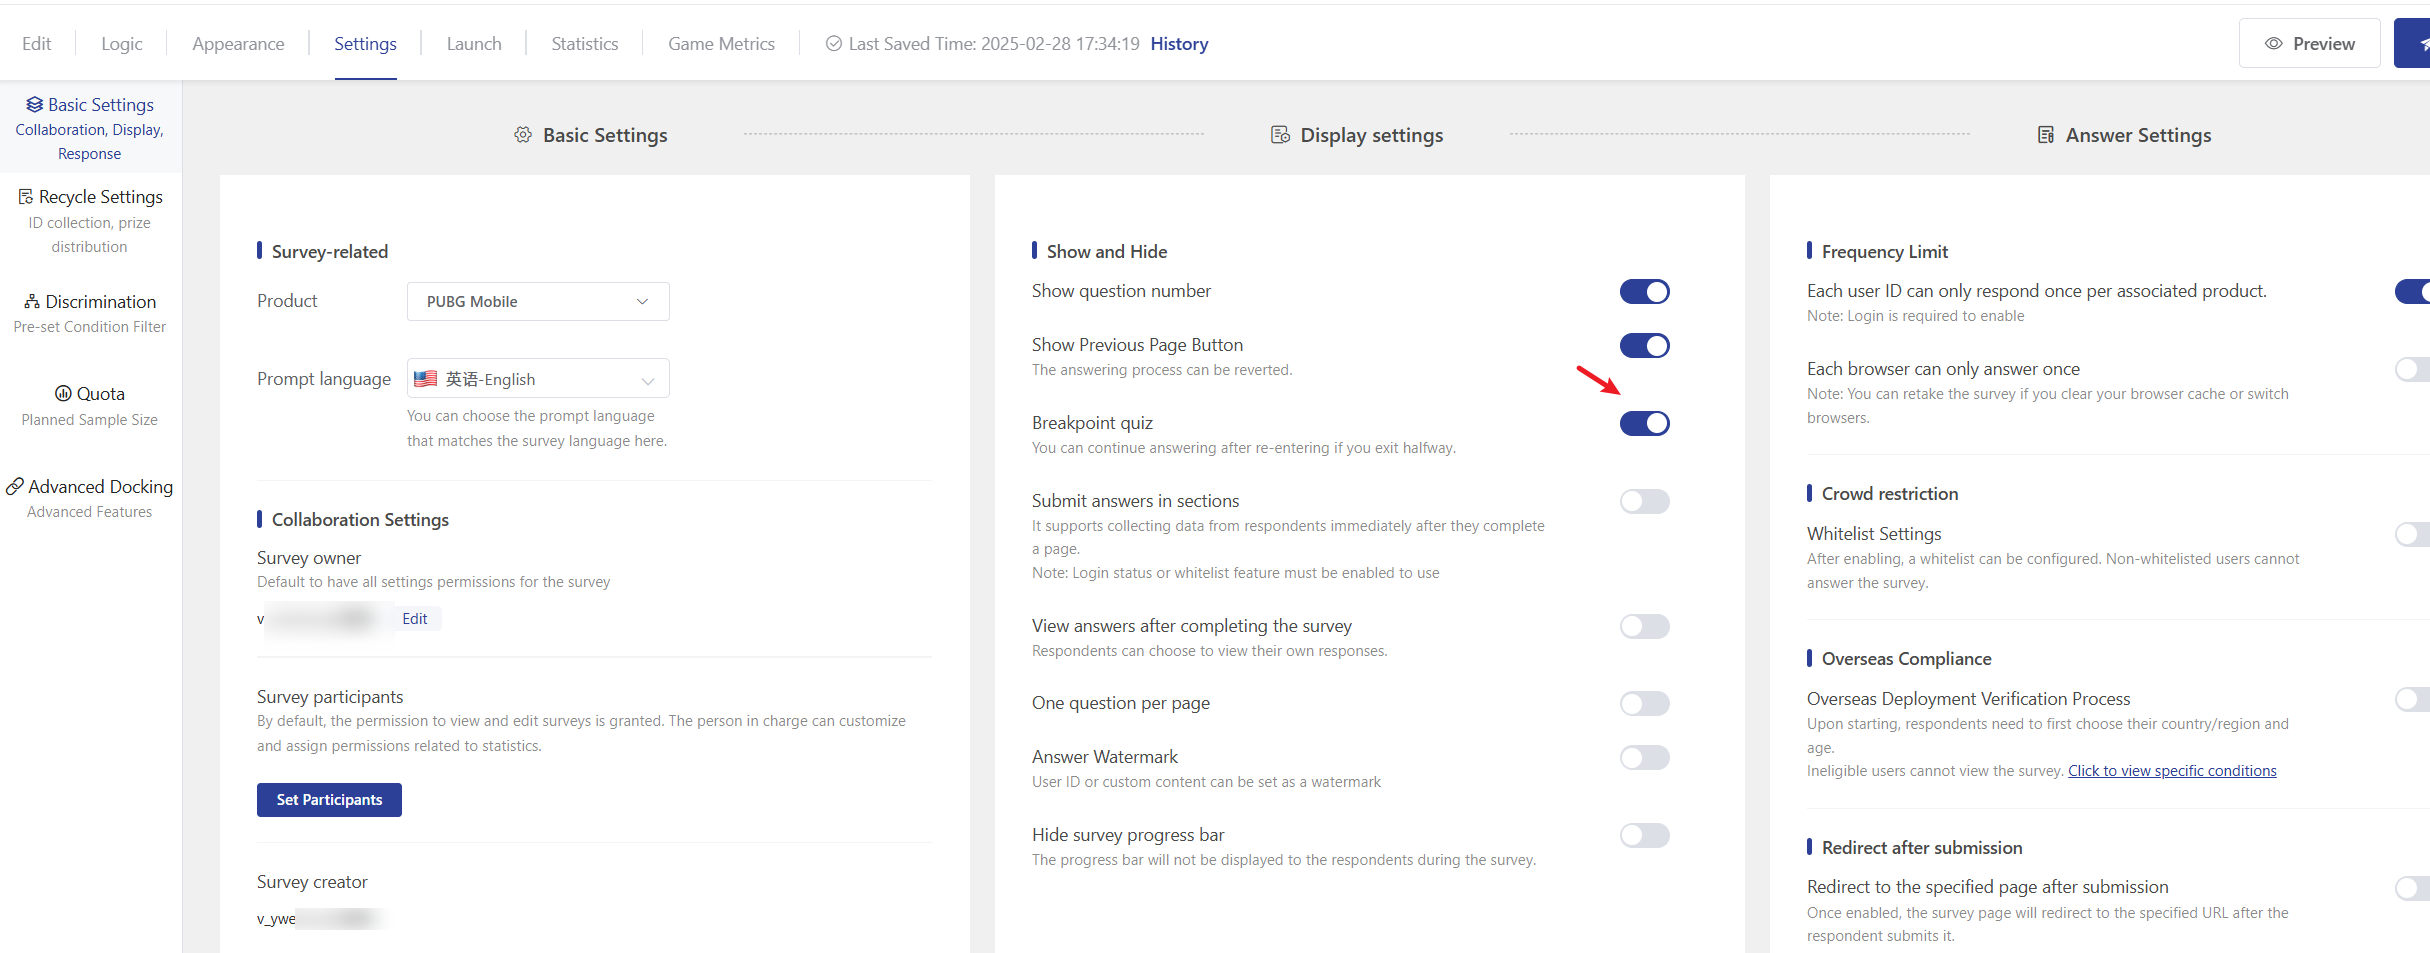 Edit
Logic
Appearance
Settings
Launch
Statistics
Game Metrics
Last Saved Time: 2025-02-28 17:34:19 History
Preview
Basic Settings
Collaboration, Display,
Response
Recycle Settings
ID collection, prize
distribution
Discrimination
Pre-set Condition Filter
Quota
Planned Sample Size
Advanced Docking
Advanced Features
Basic Settings
Display settings
Answer Settings
Survey-related
Product
PUBG Mobile
Prompt language
英语-English
You can choose the prompt language
that matches the survey language here.
Collaboration Settings
Survey owner
Default to have all settings permissions for the survey
v
Edit
Survey participants
By default, the permission to view and edit surveys is granted. The person in charge can customize
and assign permissions related to statistics.
Set Participants
Survey creator
v_ywe
Show and Hide
Show question number
Show Previous Page Button
The answering process can be reverted.
Breakpoint quiz
You can continue answering after re-entering if you exit halfway.
Submit answers in sections
It supports collecting data from respondents immediately after they complete
a page.
Note: Login status or whitelist feature must be enabled to use
View answers after completing the survey
Respondents can choose to view their own responses.
One question per page
Answer Watermark
User ID or custom content can be set as a watermark
Hide survey progress bar
The progress bar will not be displayed to the respondents during the survey.
Frequency Limit
Each user ID can only respond once per associated product.
Note: Login is required to enable
Each browser can only answer once
Note: You can retake the survey if you clear your browser cache or switch
browsers.
Crowd restriction
Whitelist Settings
After enabling, a whitelist can be configured. Non-whitelisted users cannot
answer the survey.
Overseas Compliance
Overseas Deployment Verification Process
Upon starting, respondents need to first choose their country/region and
age.
Ineligible users cannot view the survey. Click to view specific conditions
Redirect after submission
Redirect to the specified page after submission
Once enabled, the survey page will redirect to the specified URL after the
respondent submits it.